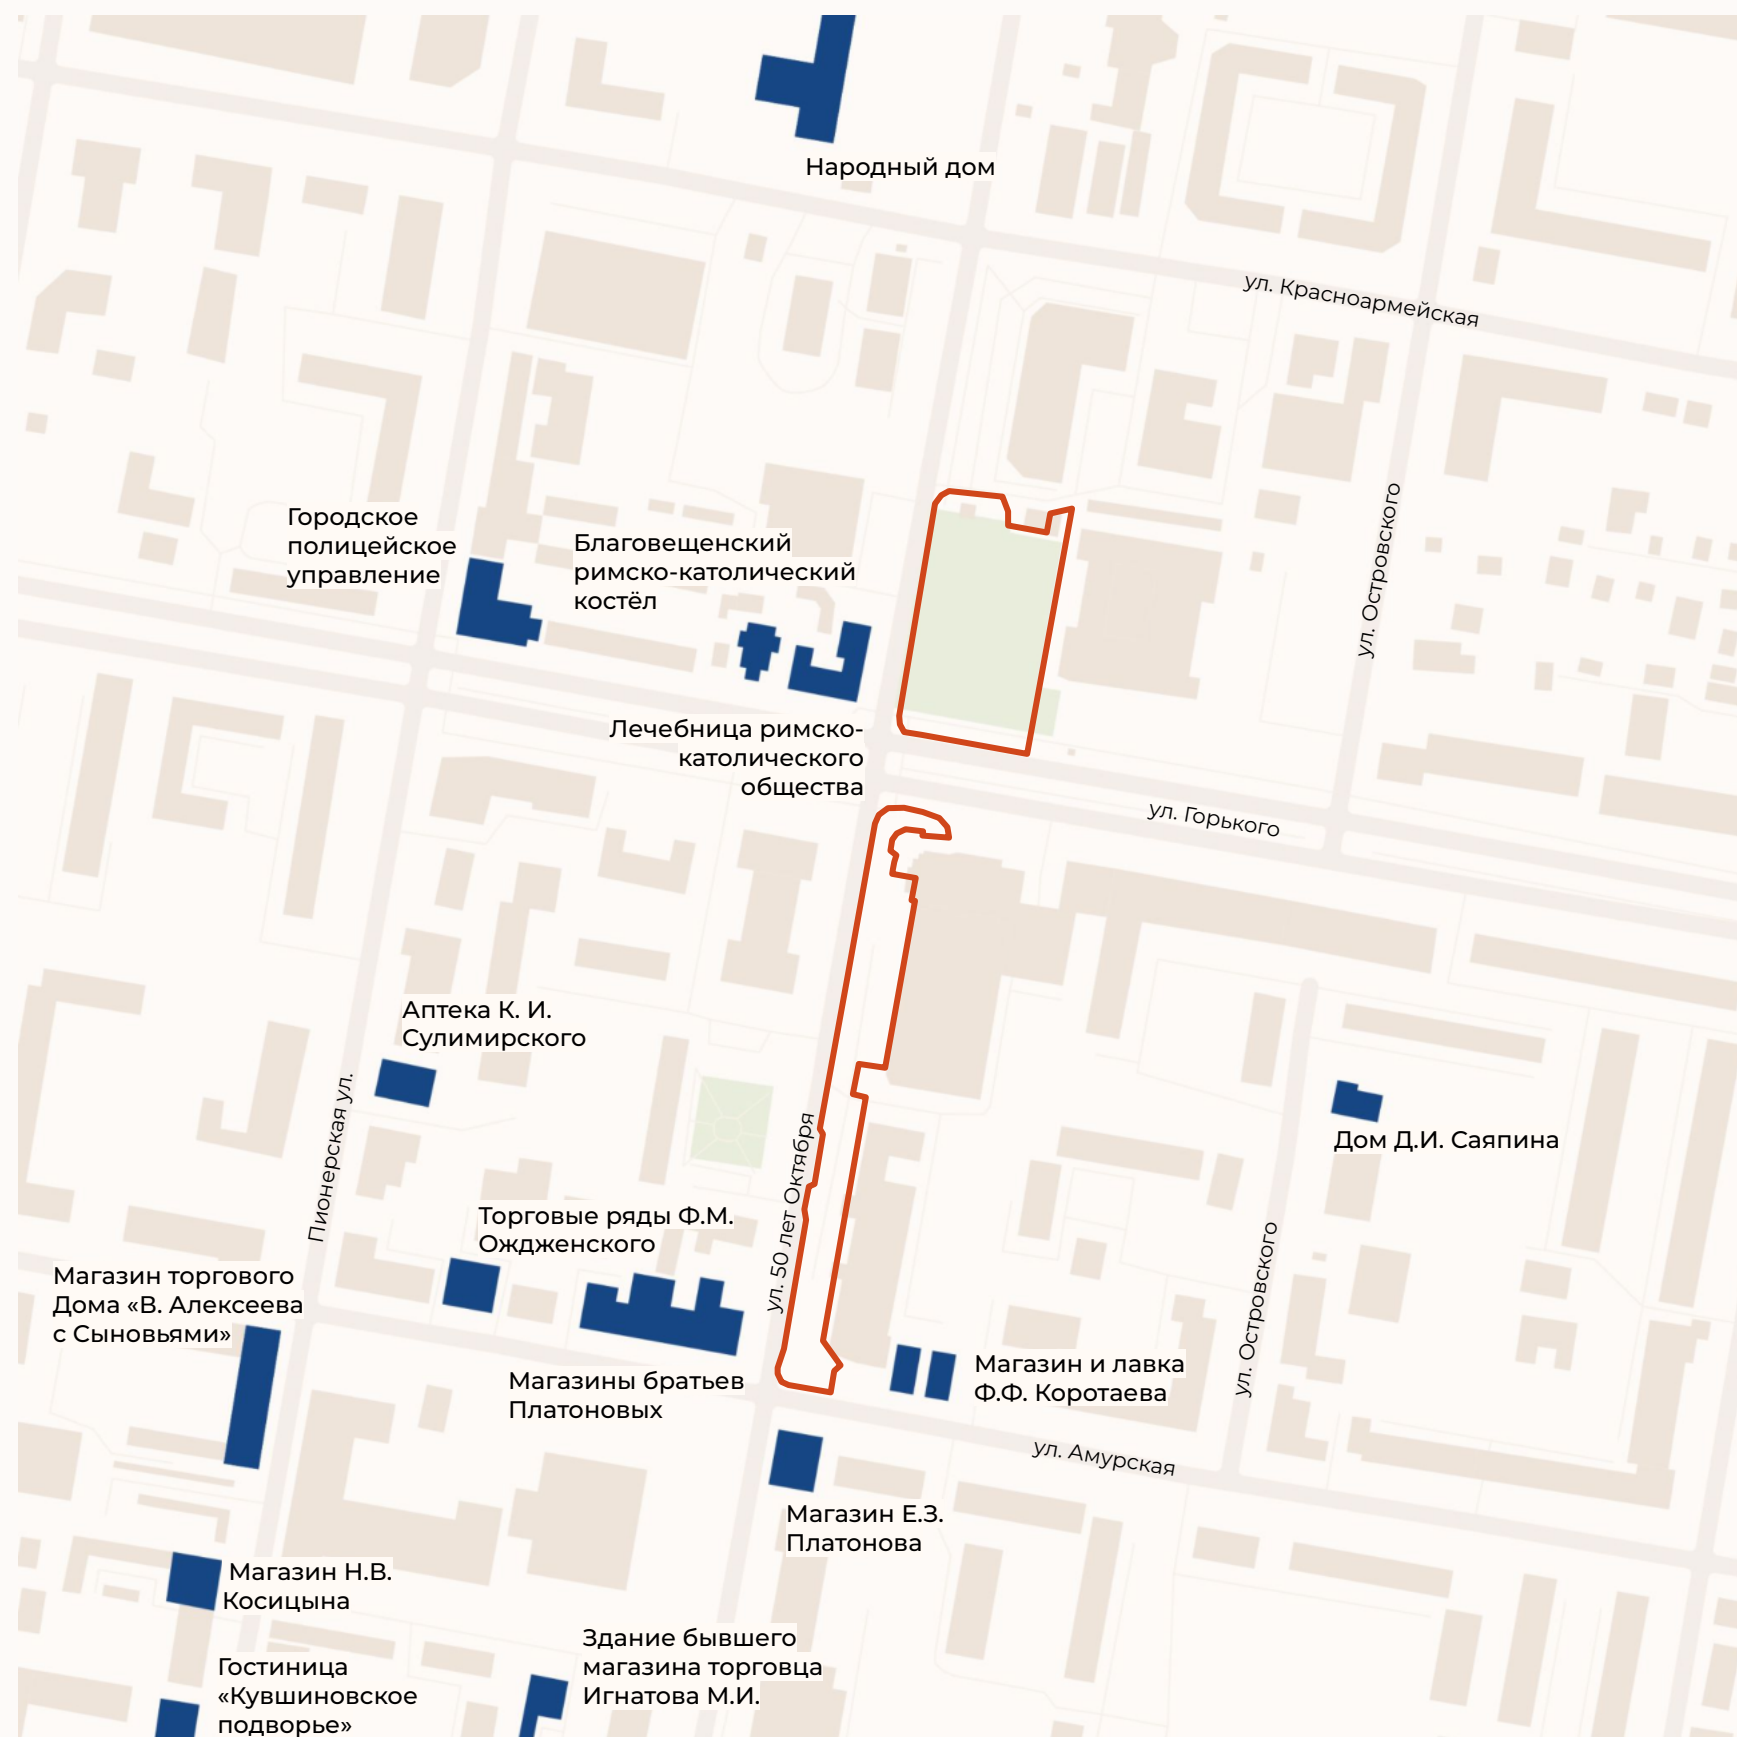 Народный дом
ул. Красноармейская
Городское
полицейское
управление
Благовещенский
римско-католический
костёл
ул. Островского
Лечебница римско-
католического
общества
ул. Горького
Аптека К. И.
Сулимирского
Пионерская ул.
ул. 50 лет Октября
Дом Д.И. Саяпина
Торговые ряды Ф.М.
Ожджeнского
Магазин торгового
Дома «В. Алексеева
с Сыновьями»
ул. Островского
Магазины братьев
Платоновых
Магазин и лавка
Ф.Ф. Коротаева
ул. Амурская
Магазин Е.З.
Платонова
Магазин Н.В.
Косицына
Здание бывшего
магазина торговца
Игнатова М.И.
Гостиница
«Кувшиновское
подворье»